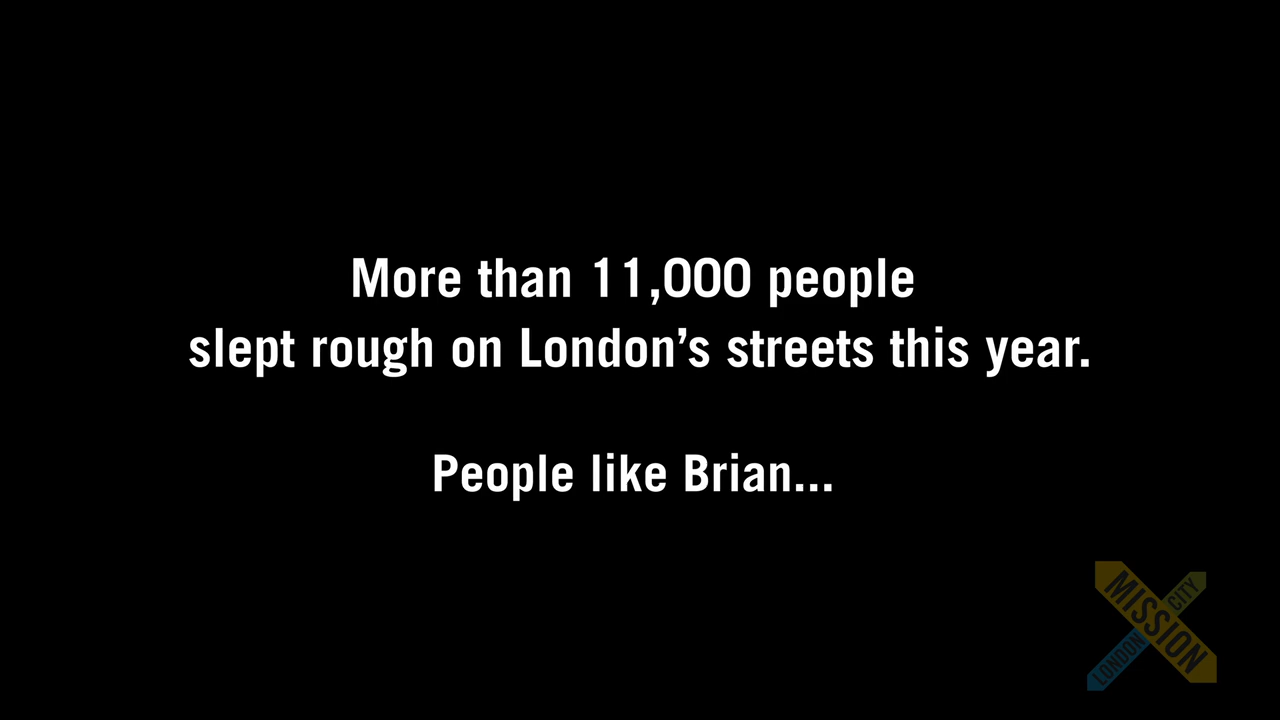 More than 11,000 people
slept rough on London’s streets this year.
People like Brian...
MISSION
CITY
LONDON